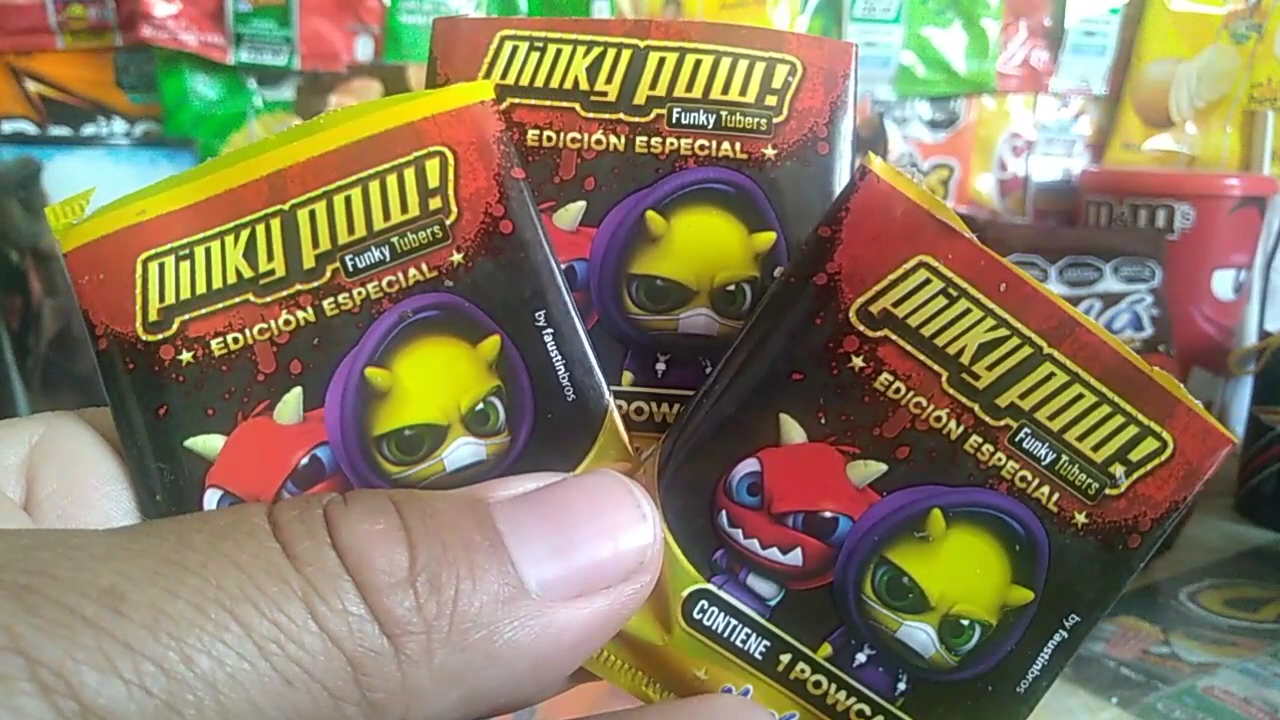 PINKY POW!
Funky Tubers
EDICIÓN ESPECIAL
by faustinbros
PINKY POW!
Funky Tubers
EDICIÓN ESPECIAL
PINKY POW!
Funky Tubers
EDICIÓN ESPECIAL
by faustinbros
CONTIENE 1 POWCA
m&m's